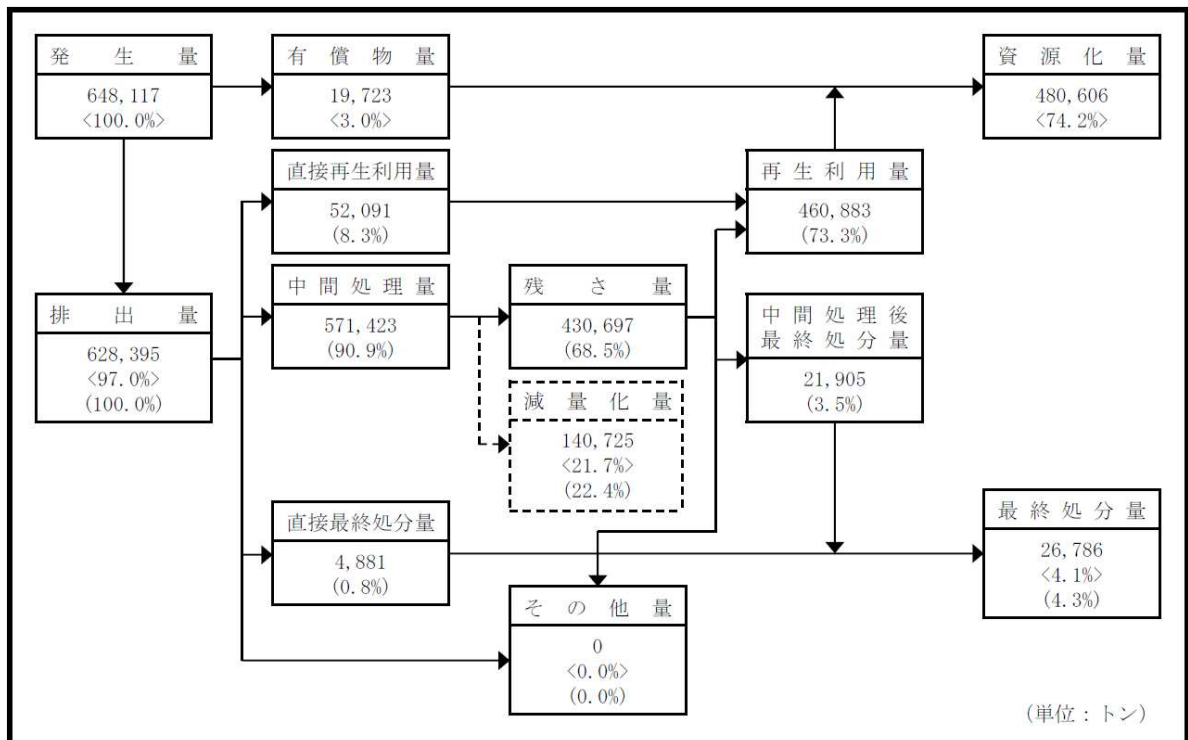 発生量
648,117
<100.0%>
有償物量
19,723
<3.0%>
資源化量
480,606
<74.2%>
直接再生利用量
52,091
(8.3%)
再生利用量
460,883
(73.3%)
排出量
628,395
<97.0%>
(100.0%)
中間処理量
571,423
(90.9%)
残さ量
430,697
(68.5%)
中間処理後
最終処分量
21,905
(3.5%)
減量化量
140,725
<21.7%>
(22.4%)
直接最終処分量
4,881
(0.8%)
最終処分量
26,786
<4.1%>
(4.3%)
その他量
0
<0.0%>
(0.0%)
(単位：トン)